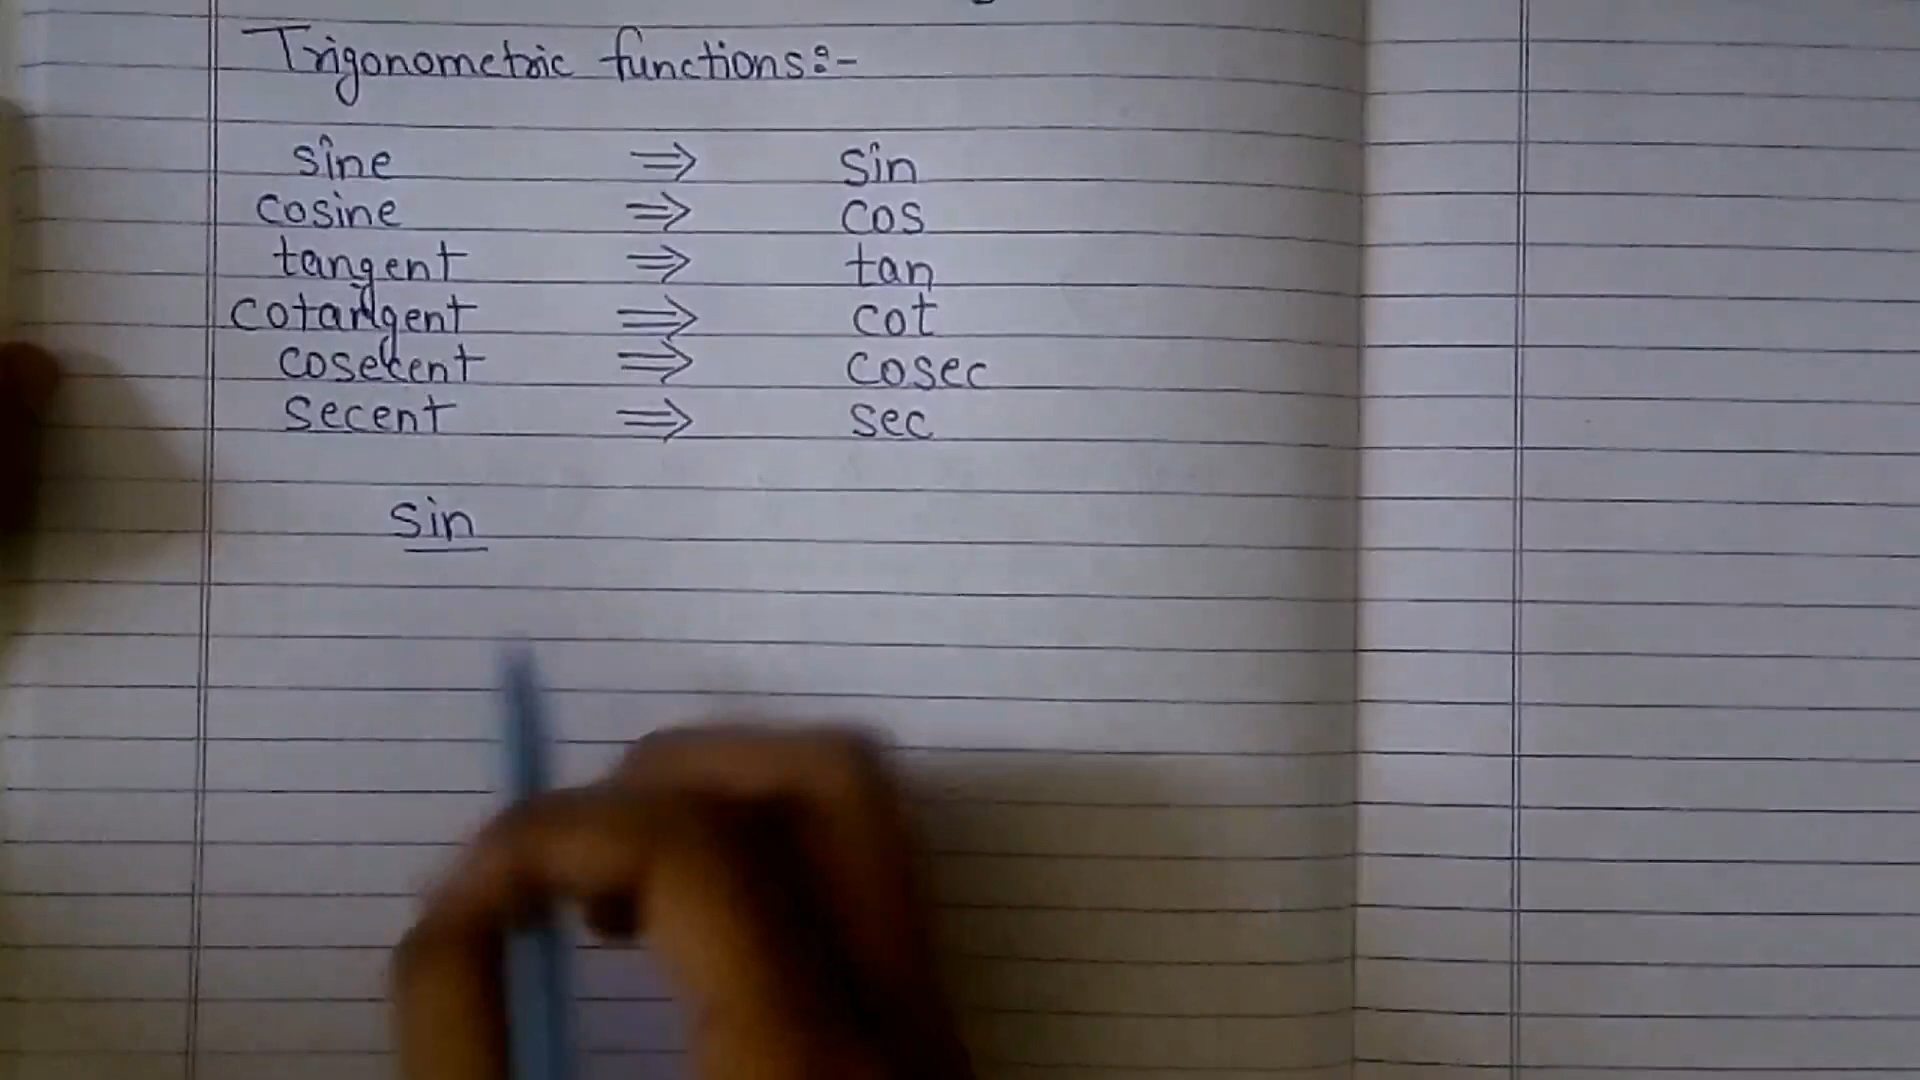 Trigonometric functions:-
sine ⇒ sin
cosine ⇒ cos
tangent ⇒ tan
cotangent ⇒ cot
cosecent ⇒ cosec
secent ⇒ sec
sin